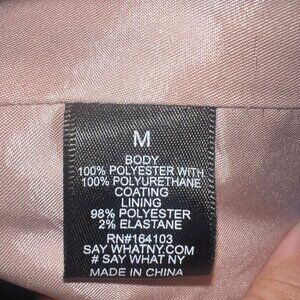 M
BODY
100% POLYESTER WITH
100% POLYURETHANE
COATING
LINING
98% POLYESTER
2% ELASTANE
RN#164103
SAY WHATNY.COM
# SAY WHAT NY
MADE IN CHINA